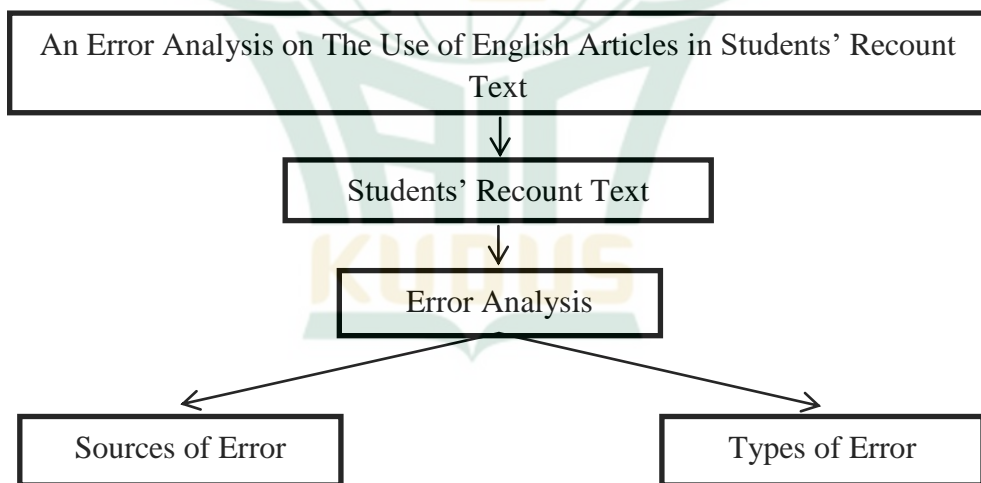 An Error Analysis on The Use of English Articles in Students’ Recount
Text
Students’ Recount Text
KUDUS
Error Analysis
Sources of Error
Types of Error